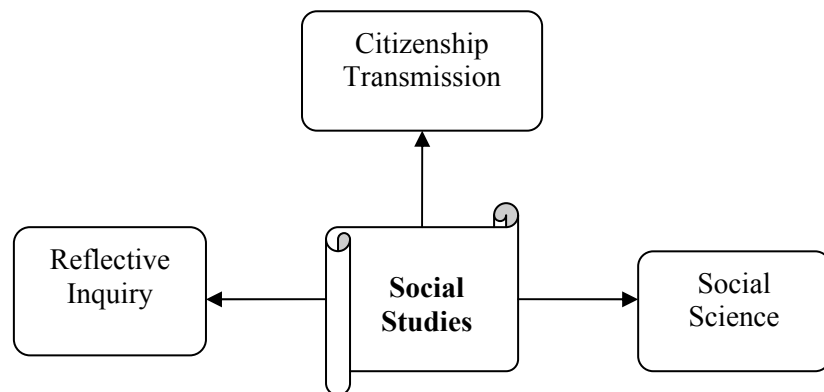 Citizenship
Transmission
Reflective
Inquiry
Social
Studies
Social
Science